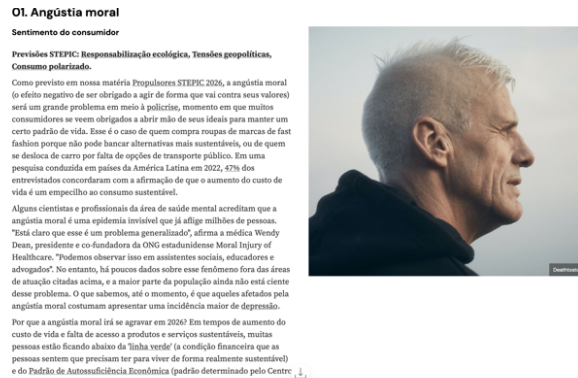 01. Angústia moral
Sentimento do consumidor
Previsões STEPIC: Responsabilização ecológica, Tensões geopolíticas,
Consumo polarizado.
Como previsto em nossa matéria Propulsores STEPIC 2026, a angústia moral
(o efeito negativo de ser obrigado a agir de forma que vai contra seus valores)
será um grande problema em meio à policrise, momento em que muitos
consumidores se veem obrigados a abrir mão de seus ideais para manter um
certo padrão de vida. Esse é o caso de quem compra roupas de marcas de fast
fashion porque não pode bancar alternativas mais sustentáveis, ou de quem
se desloca de carro por falta de opções de transporte público. Em uma
pesquisa conduzida em países da América Latina em 2022, 47% dos
entrevistados concordaram com a afirmação de que o aumento do custo de
vida é um empecilho ao consumo sustentável.
Alguns cientistas e profissionais da área de saúde mental acreditam que a
angústia moral é uma epidemia invisível que já aflige milhões de pessoas.
"Está claro que esse é um problema generalizado", afirma a médica Wendy
Dean, presidente e co-fundadora da ONG estadunidense Moral Injury of
Healthcare. "Podemos observar isso em assistentes sociais, educadores e
advogados". No entanto, há poucos dados sobre esse fenômeno fora das áreas
de atuação citadas acima, e a maior parte da população ainda não está ciente
desse problema. O que sabemos, até o momento, é que aqueles afetados pela
angústia moral costumam apresentar uma incidência maior de depressão.
Por que a angústia moral irá se agravar em 2026? Em tempos de aumento do
custo de vida e falta de acesso a produtos e serviços sustentáveis, muitas
pessoas estão ficando abaixo da 'linha verde' (a condição financeira que as
pessoas sentem que precisam ter para viver de forma realmente sustentável)
e do Padrão de Autossuficiência Econômica (padrão determinado pelo Centro